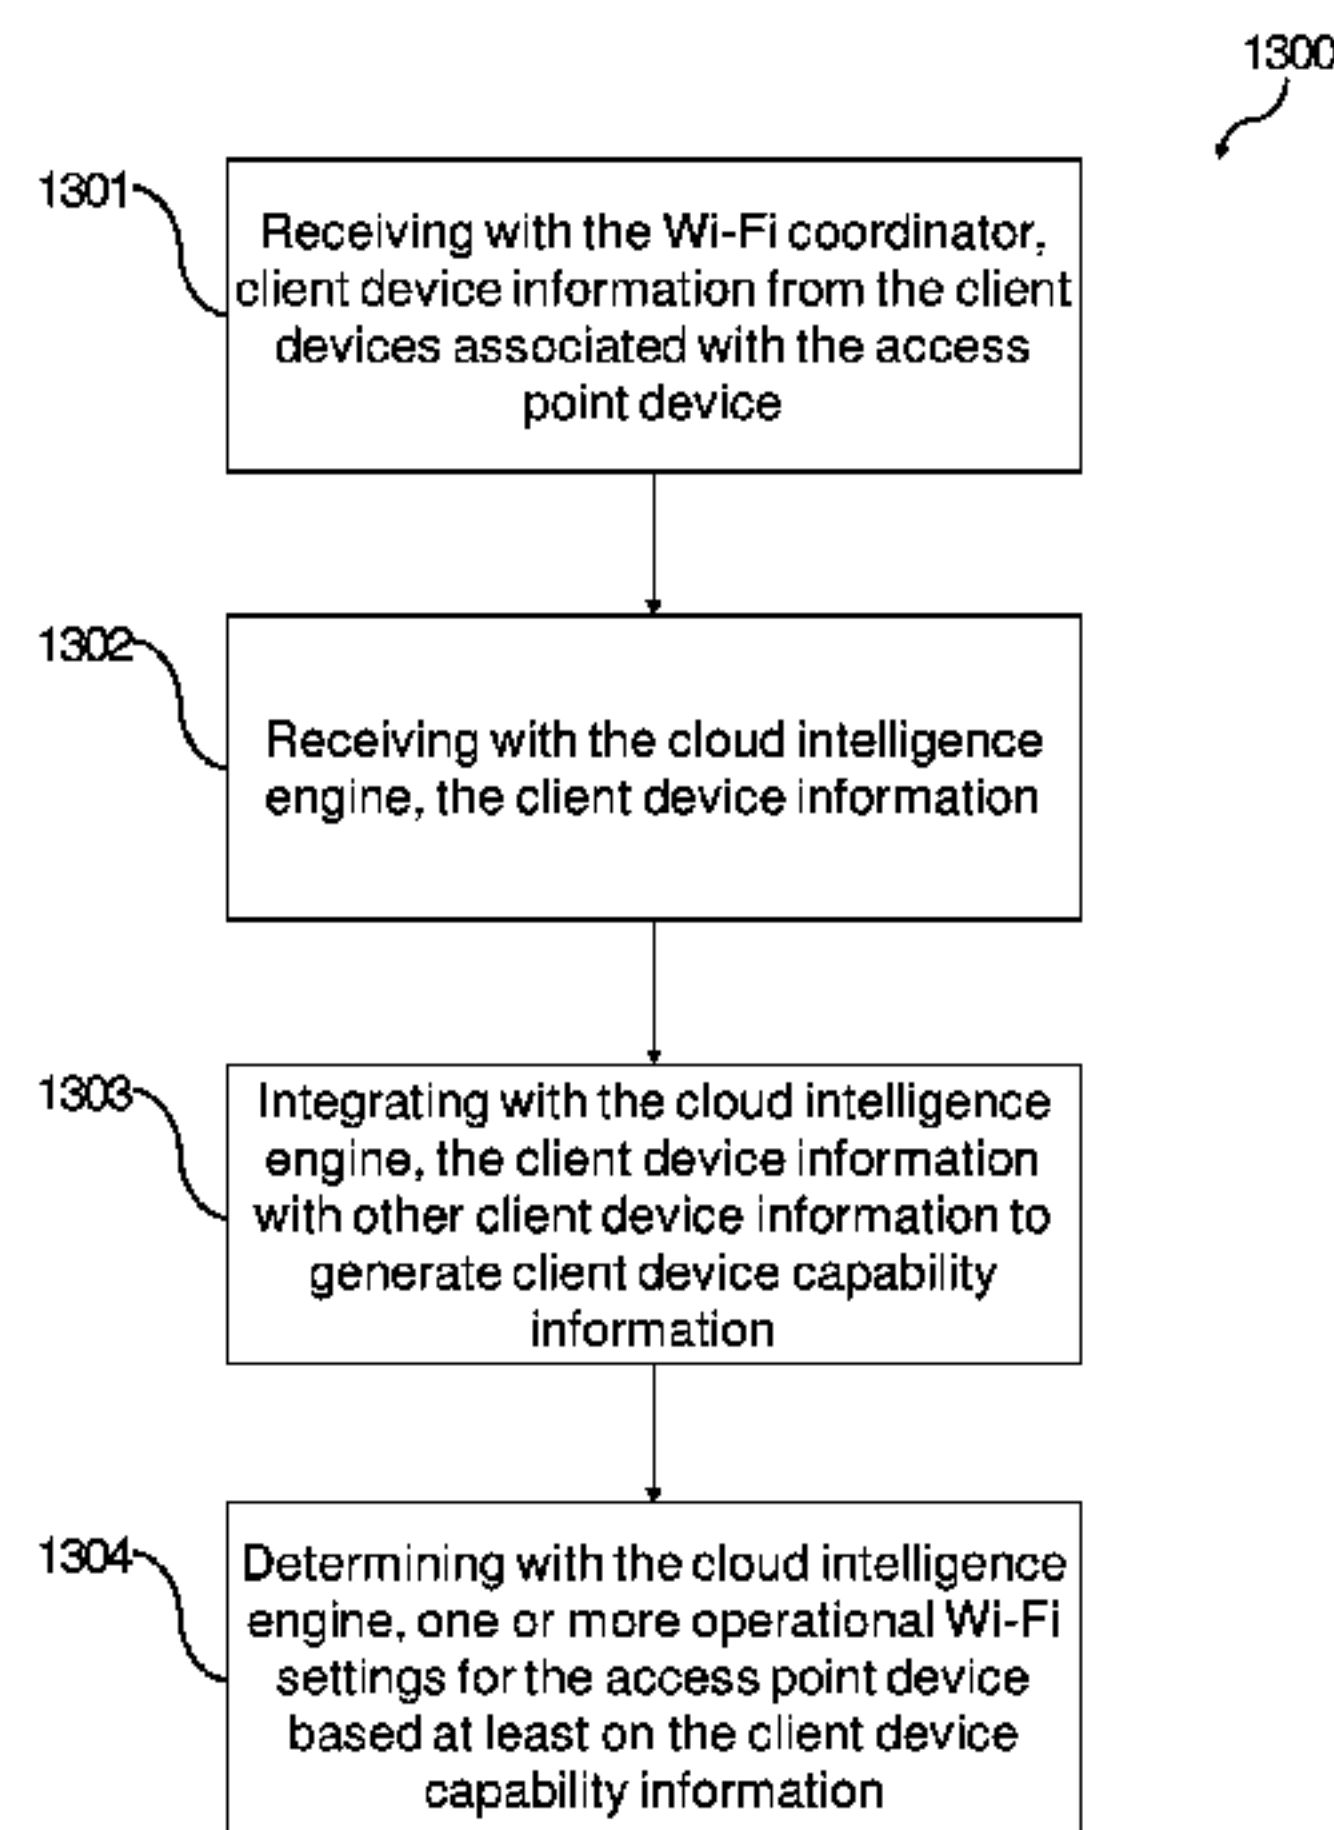 1300
1301
Receiving with the Wi-Fi coordinator,
client device information from the client
devices associated with the access
point device
1302
Receiving with the cloud intelligence
engine, the client device information
1303
Integrating with the cloud intelligence
engine, the client device information
with other client device information to
generate client device capability
information
1304
Determining with the cloud intelligence
engine, one or more operational Wi-Fi
settings for the access point device
based at least on the client device
capability information